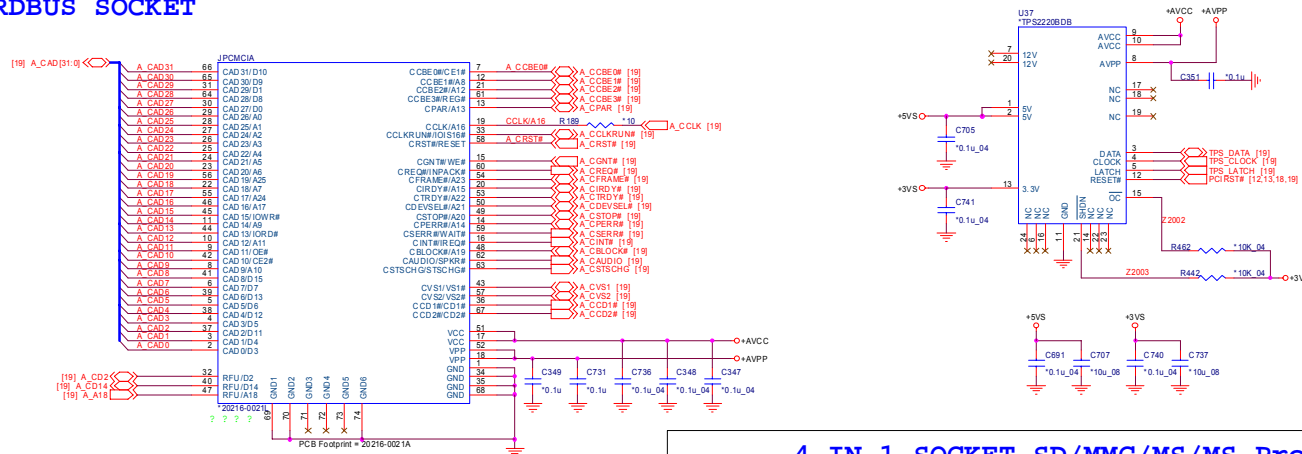 RDBUS SOCKET
JPCMCIA
[19] A_CAD[31:0]
A_CAD31 66 CAD31/D10
A_CAD30 65 CAD30/D9
A_CAD29 31 CAD29/D1
A_CAD28 64 CAD28/D8
A_CAD27 30 CAD27/D0
A_CAD26 29 CAD26/A0
A_CAD25 28 CAD25/A1
A_CAD24 27 CAD24/A2
A_CAD23 26 CAD23/A3
A_CAD22 25 CAD22/A4
A_CAD21 24 CAD21/A5
A_CAD20 23 CAD20/A6
A_CAD19 56 CAD19/A25
A_CAD18 22 CAD18/A7
A_CAD17 55 CAD17/A24
A_CAD16 46 CAD16/A17
A_CAD15 45 CAD15/IOWR#
A_CAD14 11 CAD14/A9
A_CAD13 44 CAD13/IORD#
A_CAD12 10 CAD12/A11
A_CAD11 9 CAD11/OE#
A_CAD10 42 CAD10/CE2#
A_CAD9 8 CAD9/A10
A_CAD8 41 CAD8/D15
A_CAD7 6 CAD7/D7
A_CAD6 39 CAD6/D13
A_CAD5 5 CAD5/D6
A_CAD4 38 CAD4/D12
A_CAD3 4 CAD3/D5
A_CAD2 37 CAD2/D11
A_CAD1 3 CAD1/D4
A_CAD0 2 CAD0/D3
[19] A_CD2 32 RFU/D2
[19] A_CD14 40 RFU/D14
[19] A_A18 47 RFU/A18
*20216-0021
? ? ? ?
GND1 GND2 GND3 GND4 GND5 GND6
69 70 71 72 73 74
PCB Footprint = 20216-0021A
CCBE0#/CE1# 7 A_CCBE0# A_CCBE0# [19]
CCBE1#/A8 12 A_CCBE1# [19]
CCBE2#/A12 21 A_CCBE2# [19]
CCBE3#/REG# 61 A_CCBE3# [19]
CPAR/A13 13 A_CPAR [19]
CCLK/A16 19 CCLK/A16 R189 *10 A_CCLK [19]
CCLKRUN#/IOIS16# 33 A_CCLKRUN# [19]
CRST#/RESET 58 A_CRST# A_CRST# [19]
CGNT#/WE# 15 A_CGNT# [19]
CREQ#/INPACK# 60 A_CREQ# [19]
CFRAME#/A23 54 A_CFRAME# [19]
CIRDY#/A15 20 A_CIRDY# [19]
CTRDY#/A22 53 A_CTRDY# [19]
CDEVSEL#/A21 50 A_CDEVSEL# [19]
CSTOP#/A20 49 A_CSTOP# [19]
CPERR#/A14 14 A_CPERR# [19]
CSERR#/WAIT# 59 A_CSERR# [19]
CINT#/IREQ# 16 A_CINT# [19]
CBLOCK#/A19 48 A_CBLOCK# [19]
CAUDIO/SPKR# 62 A_CAUDIO [19]
CSTSCHG/STSCHG# 63 A_CSTSCHG [19]
CVS1/VS1# 43 A_CVS1 [19]
CVS2/VS2# 57 A_CVS2 [19]
CCD1#/CD1# 36 A_CCD1# [19]
CCD2#/CD2# 67 A_CCD2# [19]
VCC 51
VCC 17 +AVCC
VPP 52
VPP 18 +AVPP
GND 1
GND 34
GND 35
GND 68
C349 C731 C736 C348 C347
*0.1u *0.1u *0.1u_04 *0.1u_04 *0.1u_04
U37
*TPS2220BDB
+AVCC +AVPP
7 12V
20 12V
AVCC 9
AVCC 10
AVPP 8
C351 *0.1u
NC 17
NC 18
NC 19
+5VS 1 5V
2 5V
C705
*0.1u_04
DATA 3 TPS_DATA [19]
CLOCK 4 TPS_CLOCK [19]
LATCH 5 TPS_LATCH [19]
RESET# 12 PCIRST# [12,13,18,19]
+3VS 13 3.3V
OC 15
C741
*0.1u_04
NC NC NC GND SHDN NC NC NC
24 6 16 11 21 14 22 23
Z2002
R462 *10K_04
Z2003 R442 *10K_04
+3V
+5VS +3VS
C691 C707 C740 C737
*0.1u_04 *10u_08 *0.1u_04 *10u_08
4 IN 1 SOCKET SD/MMC/MS/MS Pro